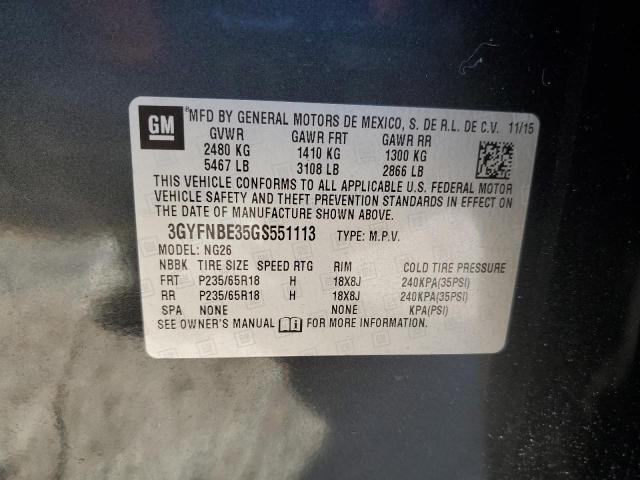 GM
®MFD BY GENERAL MOTORS DE MEXICO, S. DE R.L. DE C.V. 11/15
GVWR GAWR FRT GAWR RR
2480 KG 1410 KG 1300 KG
5467 LB 3108 LB 2866 LB
THIS VEHICLE CONFORMS TO ALL APPLICABLE U.S. FEDERAL MOTOR
VEHICLE SAFETY AND THEFT PREVENTION STANDARDS IN EFFECT ON
THE DATE OF MANUFACTURE SHOWN ABOVE.
3GYFNBE35GS551113 TYPE: M.P.V.
MODEL: NG26
NBBK TIRE SIZE SPEED RTG RIM COLD TIRE PRESSURE
FRT P235/65R18 H 18X8J 240KPA(35PSI)
RR P235/65R18 H 18X8J 240KPA(35PSI)
SPA NONE NONE KPA(PSI)
SEE OWNER'S MANUAL FOR MORE INFORMATION.